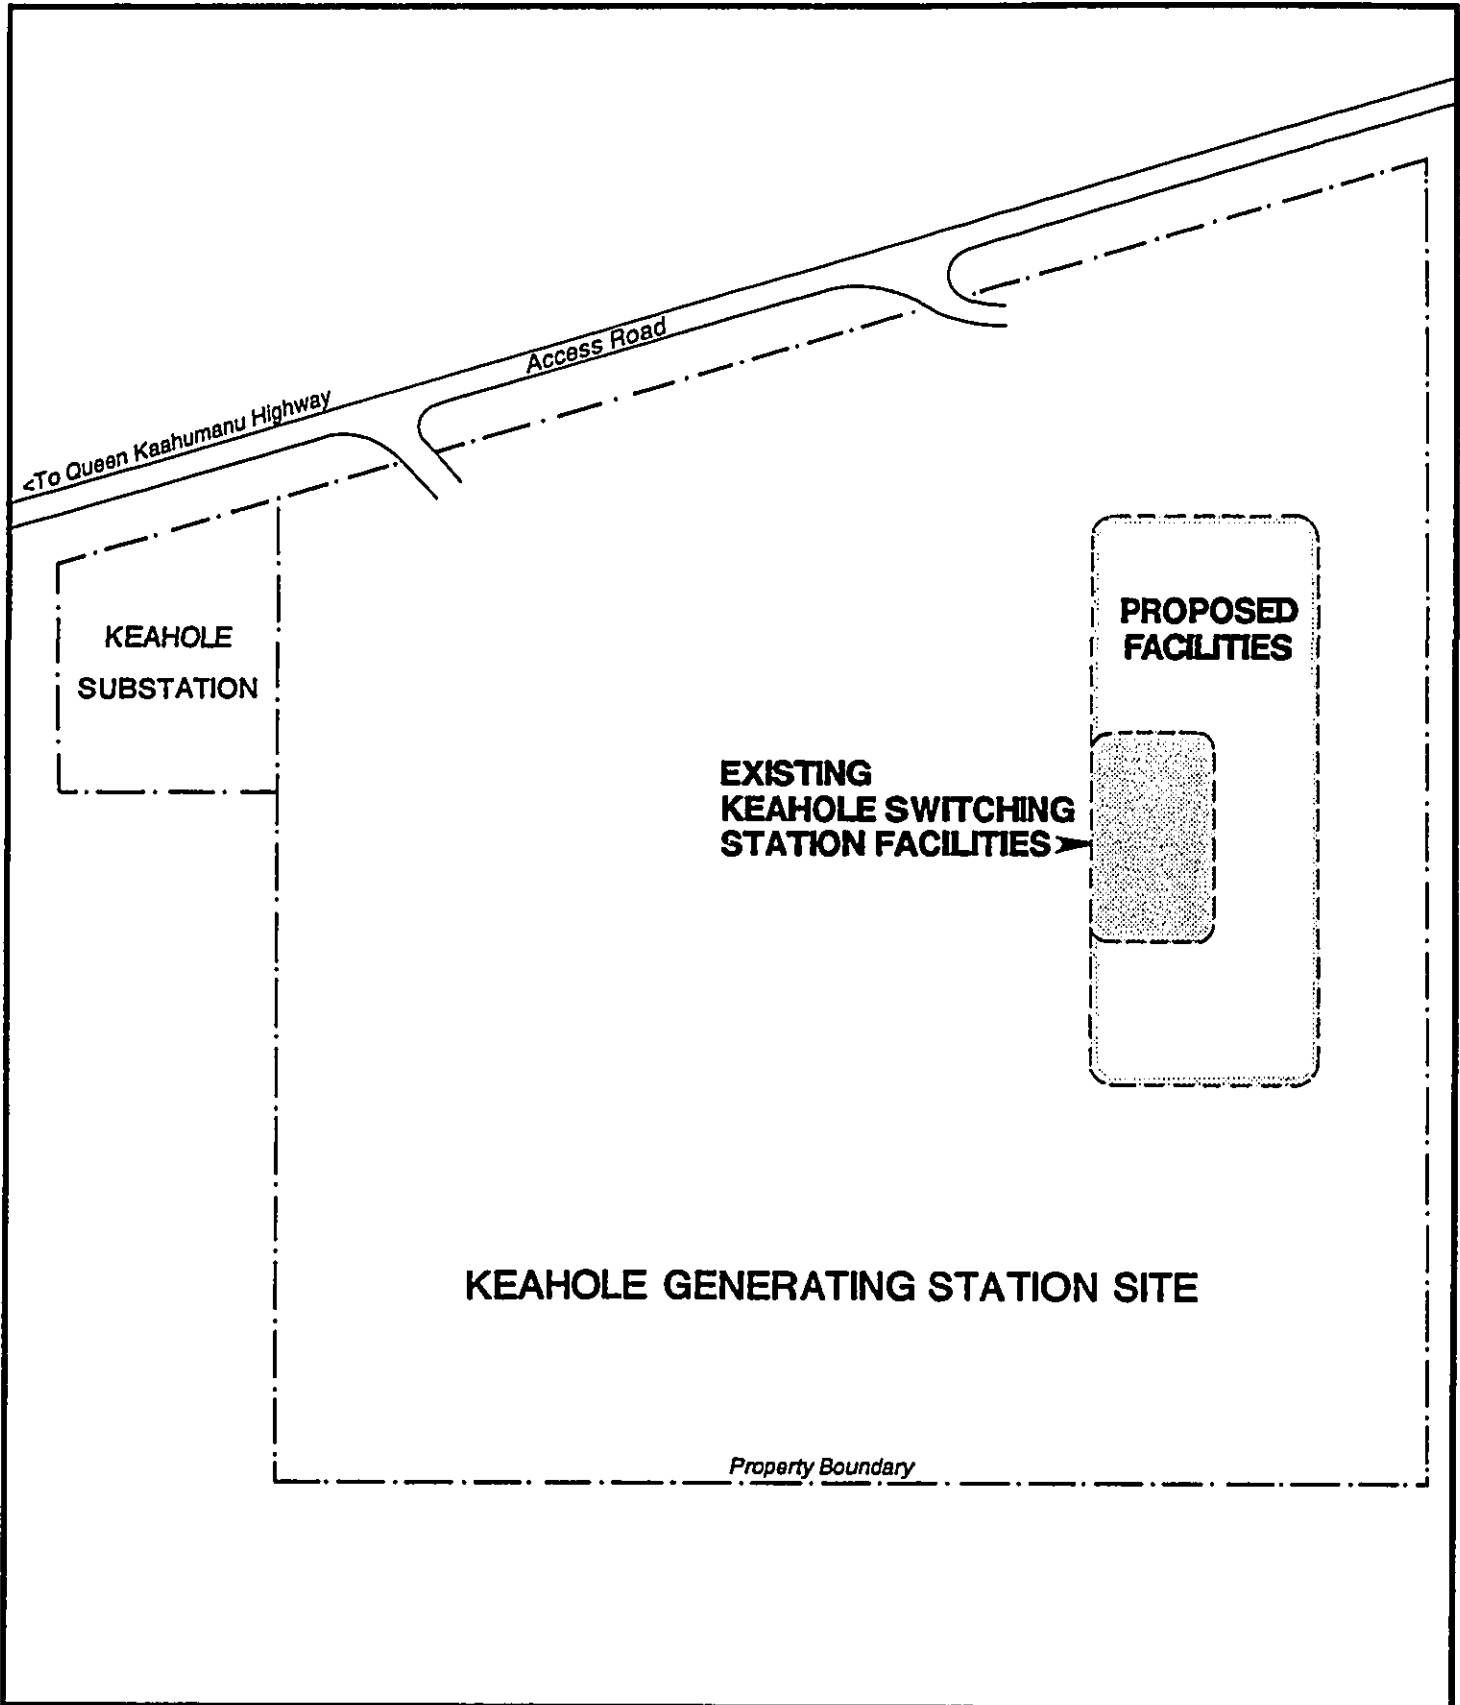 Access Road
<To Queen Kaahumanu Highway
KEAHOLE
SUBSTATION
PROPOSED
FACILITIES
EXISTING
KEAHOLE SWITCHING
STATION FACILITIES
KEAHOLE GENERATING STATION SITE
Property Boundary